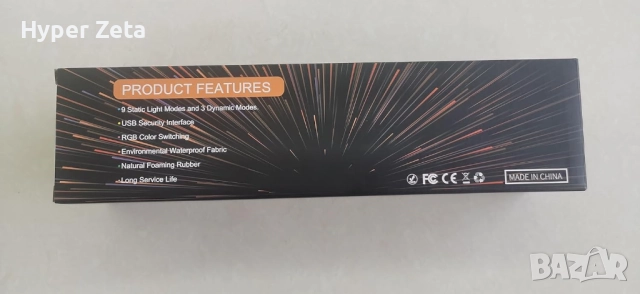 Hyper Zeta
PRODUCT FEATURES
9 Static Light Modes and 3 Dynamic Modes
•USB Security Interface
•RGB Color Switching
•Environmental Waterproof Fabric
•Natural Foaming Rubber
•Long Service Life
FC CE
MADE IN CHINA
BAZAR